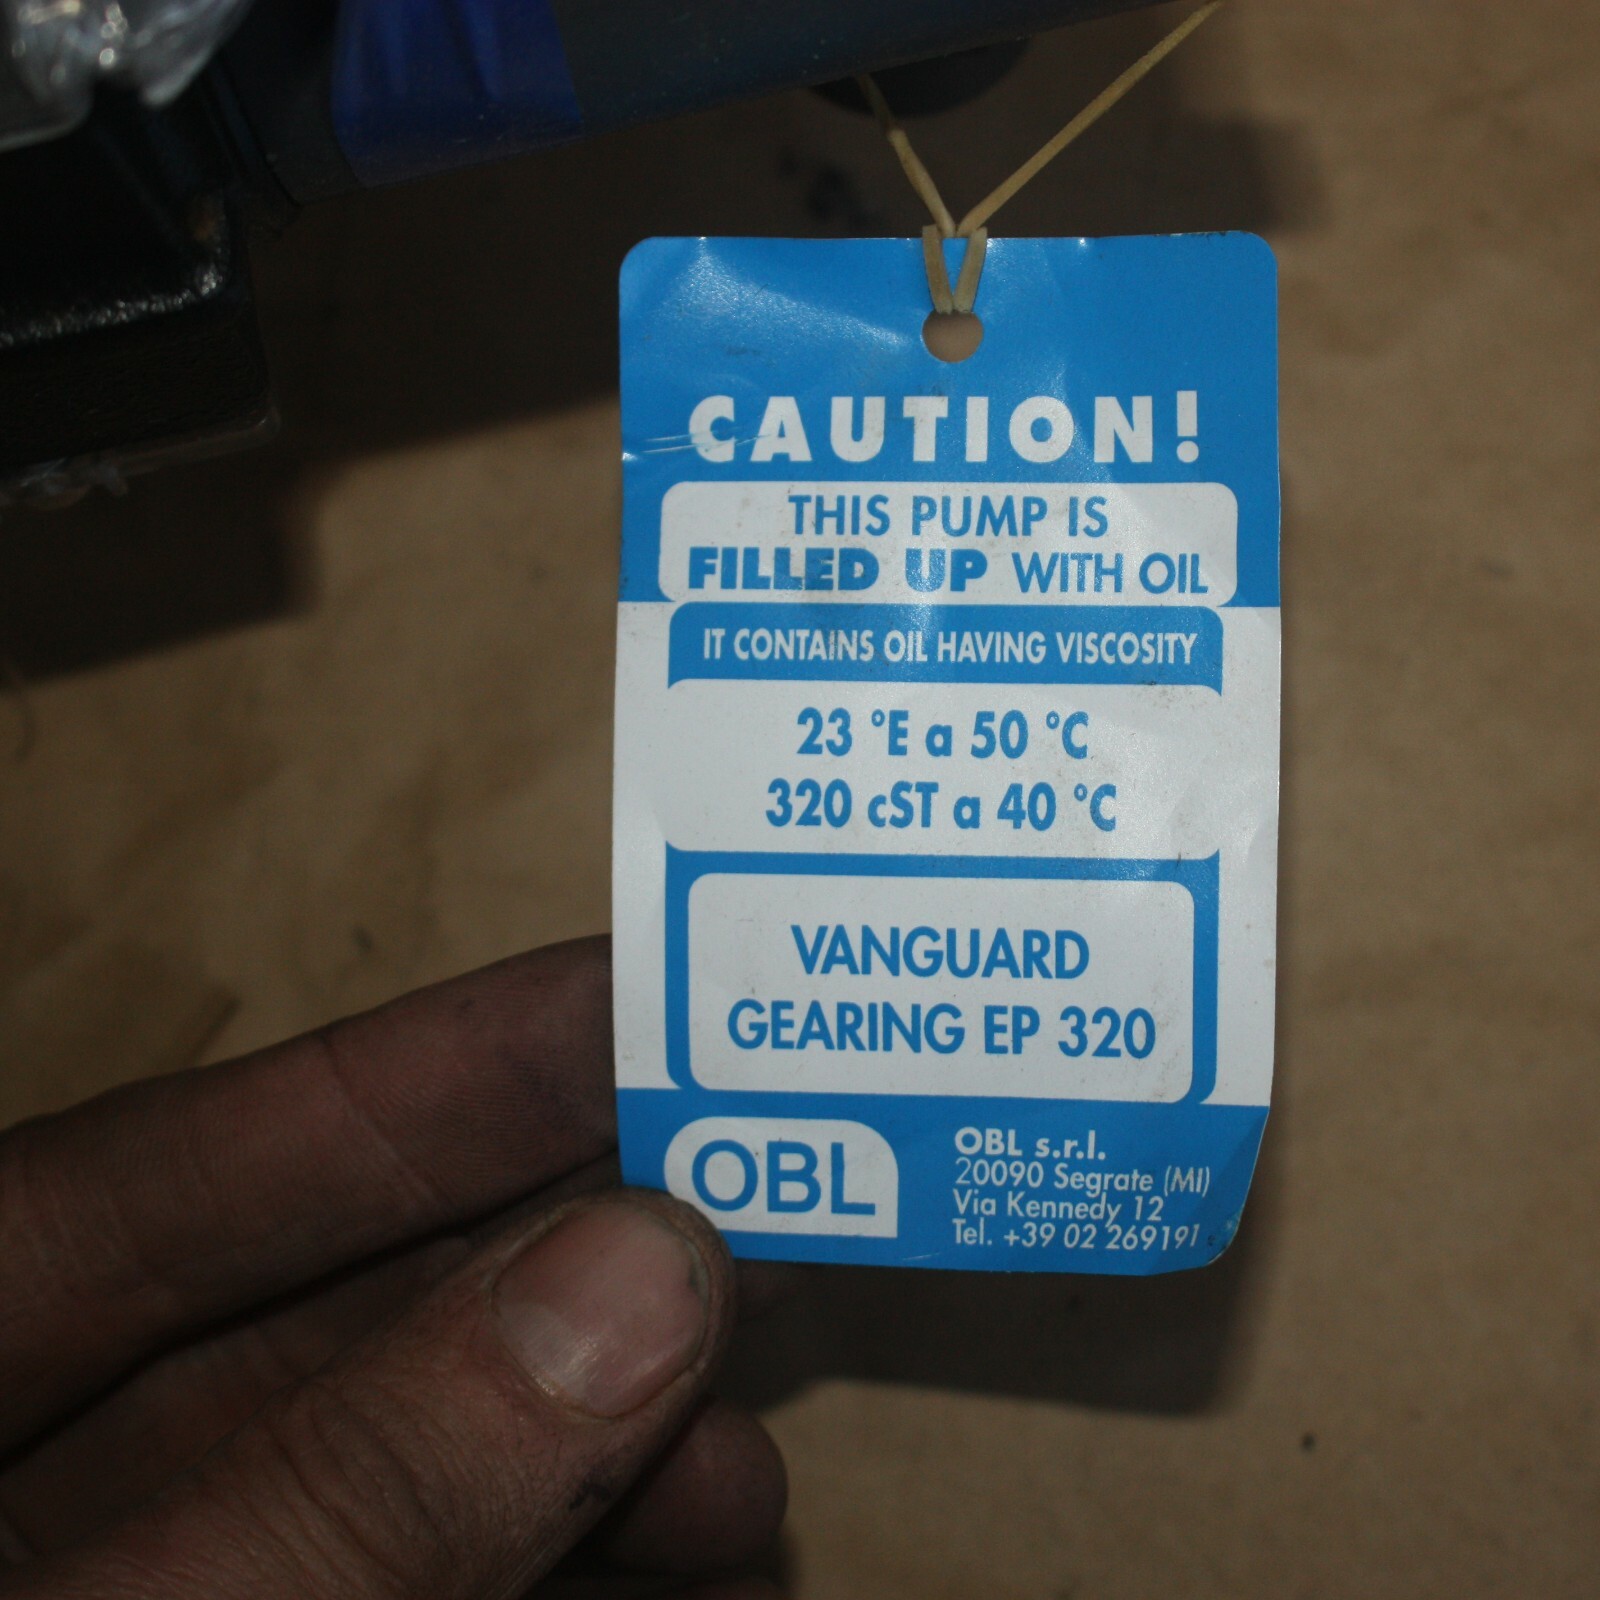 CAUTION!
THIS PUMP IS
FILLED UP WITH OIL
IT CONTAINS OIL HAVING VISCOSITY
23 °E a 50 °C
320 cST a 40 °C
VANGUARD
GEARING EP 320
OBL
OBL s.r.l.
20090 Segrate (MI)
Via Kennedy 12
Tel. +39 02 269191